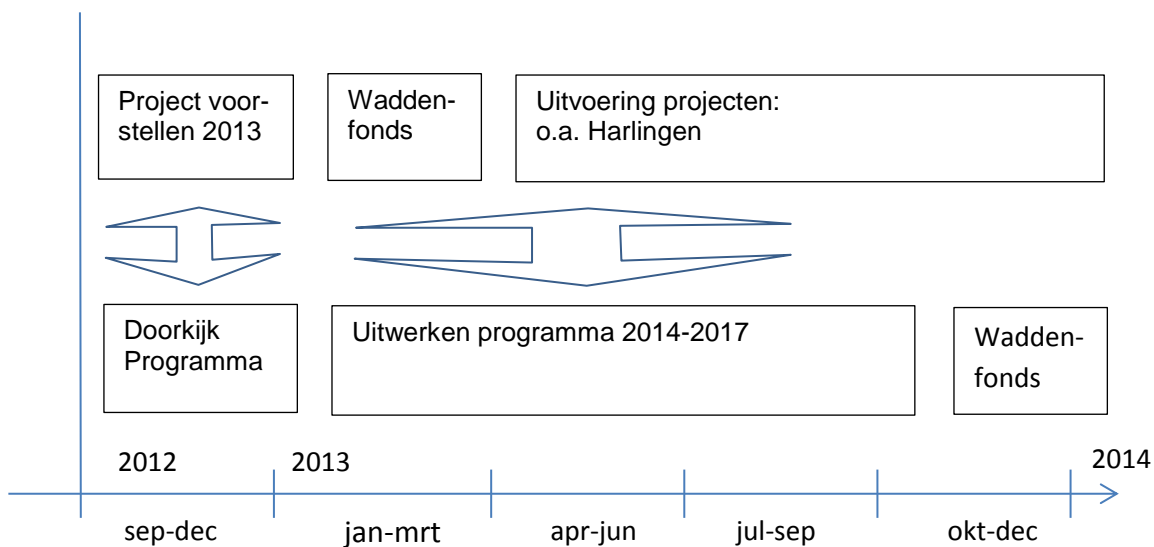 Project voor-
stellen 2013
Wadden-
fonds
Uitvoering projecten:
o.a. Harlingen
Doorkijk
Programma
Uitwerken programma 2014-2017
Wadden-
fonds
2012
2013
2014
sep-dec
jan-mrt
apr-jun
jul-sep
okt-dec